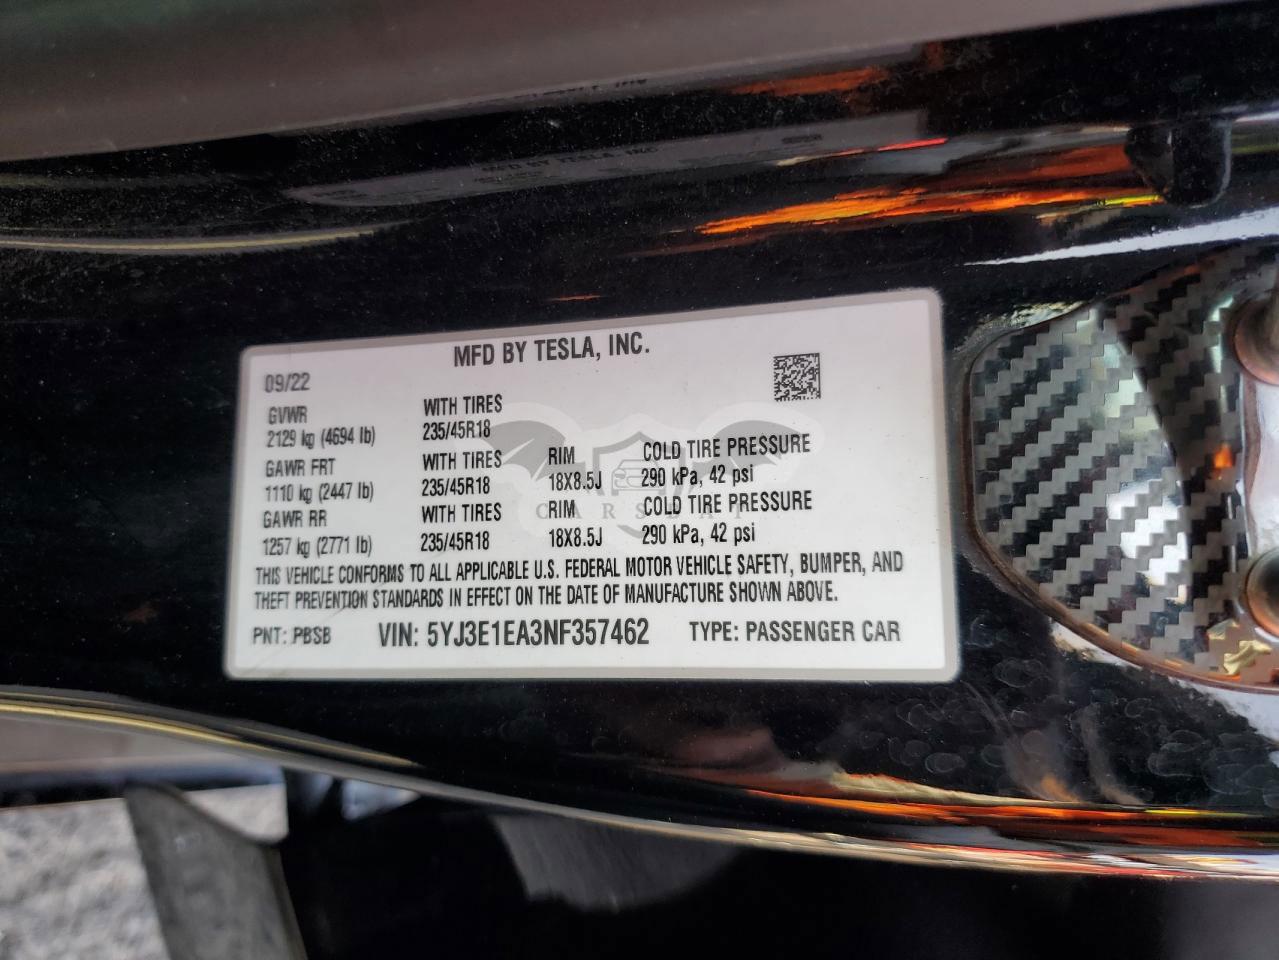 MFD BY TESLA, INC.
09/22
GVWR WITH TIRES
2129 kg (4694 lb) 235/45R18
GAWR FRT WITH TIRES RIM COLD TIRE PRESSURE
1110 kg (2447 lb) 235/45R18 18X8.5J 290 kPa, 42 psi
GAWR RR WITH TIRES RIM COLD TIRE PRESSURE
1257 kg (2771 lb) 235/45R18 18X8.5J 290 kPa, 42 psi
THIS VEHICLE CONFORMS TO ALL APPLICABLE U.S. FEDERAL MOTOR VEHICLE SAFETY, BUMPER, AND
THEFT PREVENTION STANDARDS IN EFFECT ON THE DATE OF MANUFACTURE SHOWN ABOVE.
PNT: PBSB VIN: 5YJ3E1EA3NF357462 TYPE: PASSENGER CAR